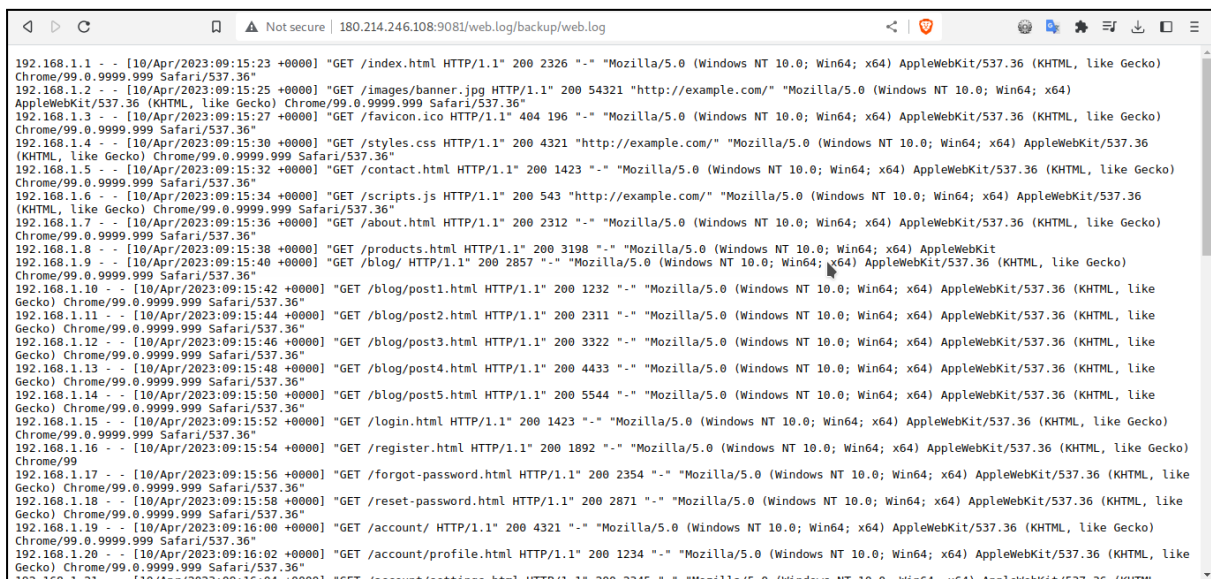 Not secure 180.214.246.108:9081/web.log/backup/web.log
192.168.1.1 - - [10/Apr/2023:09:15:23 +0000] "GET /index.html HTTP/1.1" 200 2326 "-" "Mozilla/5.0 (Windows NT 10.0; Win64; x64) AppleWebKit/537.36 (KHTML, like Gecko)
Chrome/99.0.9999.999 Safari/537.36"
192.168.1.2 - - [10/Apr/2023:09:15:25 +0000] "GET /images/banner.jpg HTTP/1.1" 200 54321 "http://example.com/" "Mozilla/5.0 (Windows NT 10.0; Win64; x64)
AppleWebKit/537.36 (KHTML, like Gecko) Chrome/99.0.9999.999 Safari/537.36"
192.168.1.3 - - [10/Apr/2023:09:15:27 +0000] "GET /favicon.ico HTTP/1.1" 404 196 "-" "Mozilla/5.0 (Windows NT 10.0; Win64; x64) AppleWebKit/537.36 (KHTML, like Gecko)
Chrome/99.0.9999.999 Safari/537.36"
192.168.1.4 - - [10/Apr/2023:09:15:30 +0000] "GET /styles.css HTTP/1.1" 200 4321 "http://example.com/" "Mozilla/5.0 (Windows NT 10.0; Win64; x64) AppleWebKit/537.36
(KHTML, like Gecko) Chrome/99.0.9999.999 Safari/537.36"
192.168.1.5 - - [10/Apr/2023:09:15:32 +0000] "GET /contact.html HTTP/1.1" 200 1423 "-" "Mozilla/5.0 (Windows NT 10.0; Win64; x64) AppleWebKit/537.36 (KHTML, like Gecko)
Chrome/99.0.9999.999 Safari/537.36"
192.168.1.6 - - [10/Apr/2023:09:15:34 +0000] "GET /scripts.js HTTP/1.1" 200 543 "http://example.com/" "Mozilla/5.0 (Windows NT 10.0; Win64; x64) AppleWebKit/537.36
(KHTML, like Gecko) Chrome/99.0.9999.999 Safari/537.36"
192.168.1.7 - - [10/Apr/2023:09:15:36 +0000] "GET /about.html HTTP/1.1" 200 2312 "-" "Mozilla/5.0 (Windows NT 10.0; Win64; x64) AppleWebKit/537.36 (KHTML, like Gecko)
Chrome/99.0.9999.999 Safari/537.36"
192.168.1.8 - - [10/Apr/2023:09:15:38 +0000] "GET /products.html HTTP/1.1" 200 3198 "-" "Mozilla/5.0 (Windows NT 10.0; Win64; x64) AppleWebKit
192.168.1.9 - - [10/Apr/2023:09:15:40 +0000] "GET /blog/ HTTP/1.1" 200 2857 "-" "Mozilla/5.0 (Windows NT 10.0; Win64; x64) AppleWebKit/537.36 (KHTML, like Gecko)
Chrome/99.0.9999.999 Safari/537.36"
192.168.1.10 - - [10/Apr/2023:09:15:42 +0000] "GET /blog/post1.html HTTP/1.1" 200 1232 "-" "Mozilla/5.0 (Windows NT 10.0; Win64; x64) AppleWebKit/537.36 (KHTML, like
Gecko) Chrome/99.0.9999.999 Safari/537.36"
192.168.1.11 - - [10/Apr/2023:09:15:44 +0000] "GET /blog/post2.html HTTP/1.1" 200 2311 "-" "Mozilla/5.0 (Windows NT 10.0; Win64; x64) AppleWebKit/537.36 (KHTML, like
Gecko) Chrome/99.0.9999.999 Safari/537.36"
192.168.1.12 - - [10/Apr/2023:09:15:46 +0000] "GET /blog/post3.html HTTP/1.1" 200 3322 "-" "Mozilla/5.0 (Windows NT 10.0; Win64; x64) AppleWebKit/537.36 (KHTML, like
Gecko) Chrome/99.0.9999.999 Safari/537.36"
192.168.1.13 - - [10/Apr/2023:09:15:48 +0000] "GET /blog/post4.html HTTP/1.1" 200 4433 "-" "Mozilla/5.0 (Windows NT 10.0; Win64; x64) AppleWebKit/537.36 (KHTML, like
Gecko) Chrome/99.0.9999.999 Safari/537.36"
192.168.1.14 - - [10/Apr/2023:09:15:50 +0000] "GET /blog/post5.html HTTP/1.1" 200 5544 "-" "Mozilla/5.0 (Windows NT 10.0; Win64; x64) AppleWebKit/537.36 (KHTML, like
Gecko) Chrome/99.0.9999.999 Safari/537.36"
192.168.1.15 - - [10/Apr/2023:09:15:52 +0000] "GET /login.html HTTP/1.1" 200 1423 "-" "Mozilla/5.0 (Windows NT 10.0; Win64; x64) AppleWebKit/537.36 (KHTML, like Gecko)
Chrome/99.0.9999.999 Safari/537.36"
192.168.1.16 - - [10/Apr/2023:09:15:54 +0000] "GET /register.html HTTP/1.1" 200 1892 "-" "Mozilla/5.0 (Windows NT 10.0; Win64; x64) AppleWebKit/537.36 (KHTML, like Gecko)
Chrome/99
192.168.1.17 - - [10/Apr/2023:09:15:56 +0000] "GET /forgot-password.html HTTP/1.1" 200 2354 "-" "Mozilla/5.0 (Windows NT 10.0; Win64; x64) AppleWebKit/537.36 (KHTML, like
Gecko) Chrome/99.0.9999.999 Safari/537.36"
192.168.1.18 - - [10/Apr/2023:09:15:58 +0000] "GET /reset-password.html HTTP/1.1" 200 2871 "-" "Mozilla/5.0 (Windows NT 10.0; Win64; x64) AppleWebKit/537.36 (KHTML, like
Gecko) Chrome/99.0.9999.999 Safari/537.36"
192.168.1.19 - - [10/Apr/2023:09:16:00 +0000] "GET /account/ HTTP/1.1" 200 4321 "-" "Mozilla/5.0 (Windows NT 10.0; Win64; x64) AppleWebKit/537.36 (KHTML, like Gecko)
Chrome/99.0.9999.999 Safari/537.36"
192.168.1.20 - - [10/Apr/2023:09:16:02 +0000] "GET /account/profile.html HTTP/1.1" 200 1234 "-" "Mozilla/5.0 (Windows NT 10.0; Win64; x64) AppleWebKit/537.36 (KHTML, like
Gecko) Chrome/99.0.9999.999 Safari/537.36"